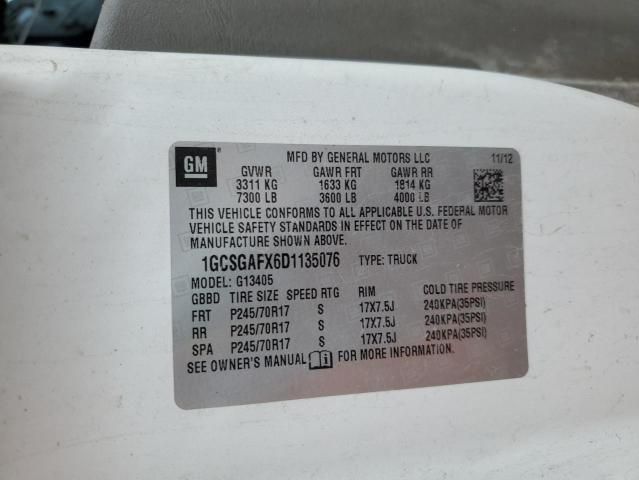 GM
MFD BY GENERAL MOTORS LLC 11/12
GVWR GAWR FRT GAWR RR
3311 KG 1633 KG 1814 KG
7300 LB 3600 LB 4000 LB
THIS VEHICLE CONFORMS TO ALL APPLICABLE U.S. FEDERAL MOTOR
VEHICLE SAFETY STANDARDS IN EFFECT ON THE DATE OF
MANUFACTURE SHOWN ABOVE.
1GCSGAFX6D1135076 TYPE: TRUCK
MODEL: G13405
GBBD TIRE SIZE SPEED RTG RIM COLD TIRE PRESSURE
FRT P245/70R17 S 17X7.5J 240KPA(35PSI)
RR P245/70R17 S 17X7.5J 240KPA(35PSI)
SPA P245/70R17 S 17X7.5J 240KPA(35PSI)
SEE OWNER'S MANUAL FOR MORE INFORMATION.